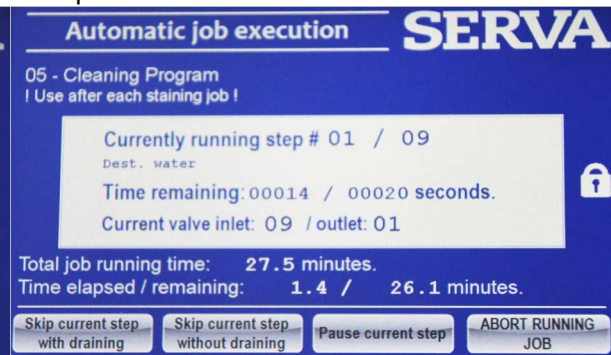 Automatic job execution
SERVA
05 - Cleaning Program
! Use after each staining job !
Currently running step # 01 / 09
Dest. water
Time remaining: 00014 / 00020 seconds.
Current valve inlet: 09 / outlet: 01
Total job running time: 27.5 minutes.
Time elapsed / remaining: 1.4 / 26.1 minutes.
Skip current step
with draining
Skip current step
without draining
Pause current step
ABORT RUNNING
JOB